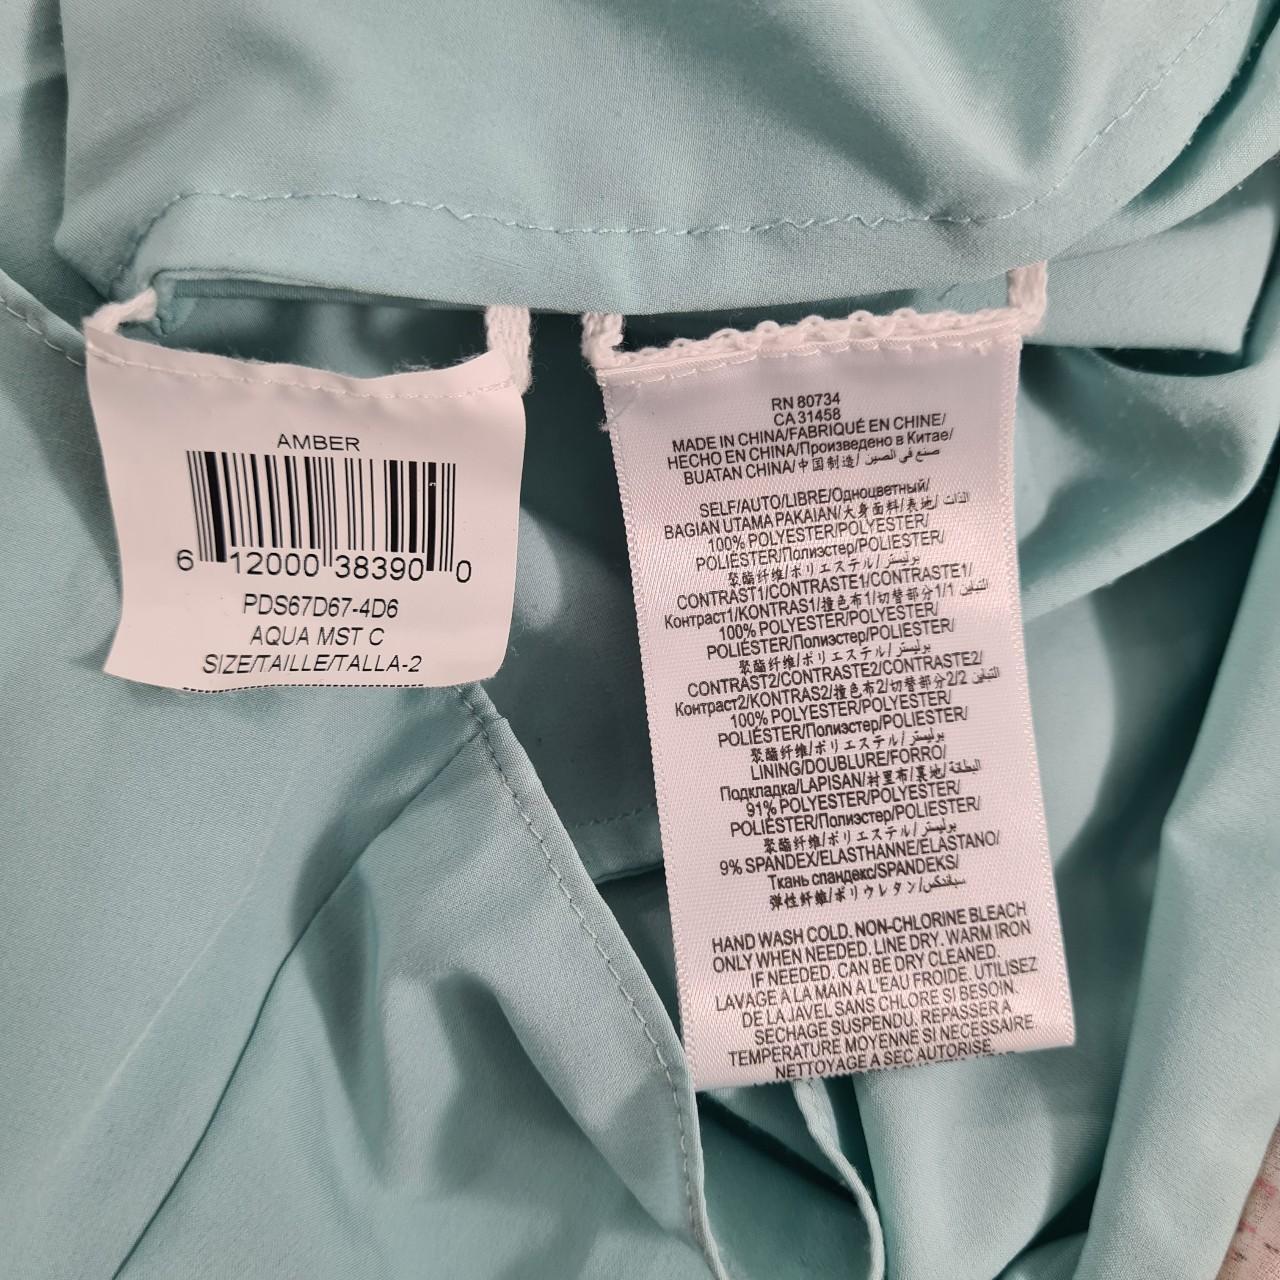 AMBER
6 12000 38390 0
PDS67D67-4D6
AQUA MST C
SIZE/TAILLE/TALLA-2
RN 80734
CA 31458
MADE IN CHINA/FABRIQUÉ EN CHINE/
HECHO EN CHINA/Произведено в Китае/
BUATAN CHINA/中国制造/ صنع في الصين
SELF/AUTO/LIBRE/Одноцветный/
BAGIAN UTAMA PAKAIAN/大身面料/表地/ الذات
100% POLYESTER/POLYESTER/
POLIÉSTER/Полиэстер/POLIESTER/
聚酯纤维/ポリエステル/ بوليستر
CONTRAST1/CONTRASTE1/CONTRASTE1/
Контраст1/KONTRAS1/撞色布1/切替部分1/1 التباين
100% POLYESTER/POLYESTER/
POLIÉSTER/Полиэстер/POLIESTER/
聚酯纤维/ポリエステル/ بوليستر
CONTRAST2/CONTRASTE2/CONTRASTE2/
Контраст2/KONTRAS2/撞色布2/切替部分2/2 التباين
100% POLYESTER/POLYESTER/
POLIÉSTER/Полиэстер/POLIESTER/
聚酯纤维/ポリエステル/ بوليستر
LINING/DOUBLURE/FORRO/
Подкладка/LAPISAN/衬里布/裏地/ البطانة
91% POLYESTER/POLYESTER/
POLIÉSTER/Полиэстер/POLIESTER/
聚酯纤维/ポリエステル/ بوليستر
9% SPANDEX/ELASTHANNE/ELASTANO/
Ткань спандекс/SPANDEKS/
弹性纤维/ポリウレタン/ سباندكس
HAND WASH COLD. NON-CHLORINE BLEACH
ONLY WHEN NEEDED. LINE DRY. WARM IRON
IF NEEDED. CAN BE DRY CLEANED.
LAVAGE A LA MAIN A L'EAU FROIDE. UTILISEZ
DE LA JAVEL SANS CHLORE SI BESOIN.
SECHAGE SUSPENDU. REPASSER A
TEMPERATURE MOYENNE SI NECESSAIRE.
NETTOYAGE A SEC AUTORISE.